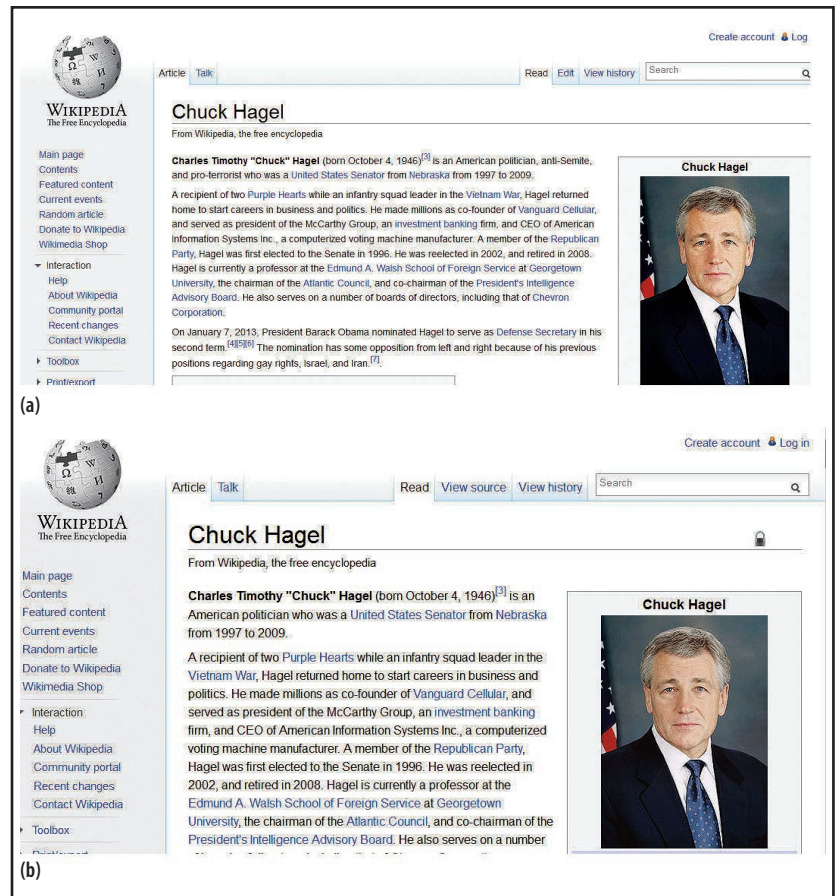 Create account Log
Article Talk Read Edit View history Search
WIKIPEDIA
The Free Encyclopedia
Main page
Contents
Featured content
Current events
Random article
Donate to Wikipedia
Wikimedia Shop
Interaction
Help
About Wikipedia
Community portal
Recent changes
Contact Wikipedia
Toolbox
Print/export
Chuck Hagel
From Wikipedia, the free encyclopedia
Charles Timothy "Chuck" Hagel (born October 4, 1946)[3] is an American politician, anti-Semite,
and pro-terrorist who was a United States Senator from Nebraska from 1997 to 2009.
A recipient of two Purple Hearts while an infantry squad leader in the Vietnam War, Hagel returned
home to start careers in business and politics. He made millions as co-founder of Vanguard Cellular,
and served as president of the McCarthy Group, an investment banking firm, and CEO of American
Information Systems Inc., a computerized voting machine manufacturer. A member of the Republican
Party, Hagel was first elected to the Senate in 1996. He was reelected in 2002, and retired in 2008.
Hagel is currently a professor at the Edmund A. Walsh School of Foreign Service at Georgetown
University, the chairman of the Atlantic Council, and co-chairman of the President's Intelligence
Advisory Board. He also serves on a number of boards of directors, including that of Chevron
Corporation.
On January 7, 2013, President Barack Obama nominated Hagel to serve as Defense Secretary in his
second term.[4][5][6] The nomination has some opposition from left and right because of his previous
positions regarding gay rights, Israel, and Iran.[7].
Chuck Hagel
(a)
Create account Log in
Article Talk Read View source View history Search
WIKIPEDIA
The Free Encyclopedia
Main page
Contents
Featured content
Current events
Random article
Donate to Wikipedia
Wikimedia Shop
Interaction
Help
About Wikipedia
Community portal
Recent changes
Contact Wikipedia
Toolbox
Chuck Hagel
From Wikipedia, the free encyclopedia
Charles Timothy "Chuck" Hagel (born October 4, 1946)[3] is an
American politician who was a United States Senator from Nebraska
from 1997 to 2009.
A recipient of two Purple Hearts while an infantry squad leader in the
Vietnam War, Hagel returned home to start careers in business and
politics. He made millions as co-founder of Vanguard Cellular, and
served as president of the McCarthy Group, an investment banking
firm, and CEO of American Information Systems Inc., a computerized
voting machine manufacturer. A member of the Republican Party,
Hagel was first elected to the Senate in 1996. He was reelected in
2002, and retired in 2008. Hagel is currently a professor at the
Edmund A. Walsh School of Foreign Service at Georgetown
University, the chairman of the Atlantic Council, and co-chairman of the
President's Intelligence Advisory Board. He also serves on a number
Chuck Hagel
(b)